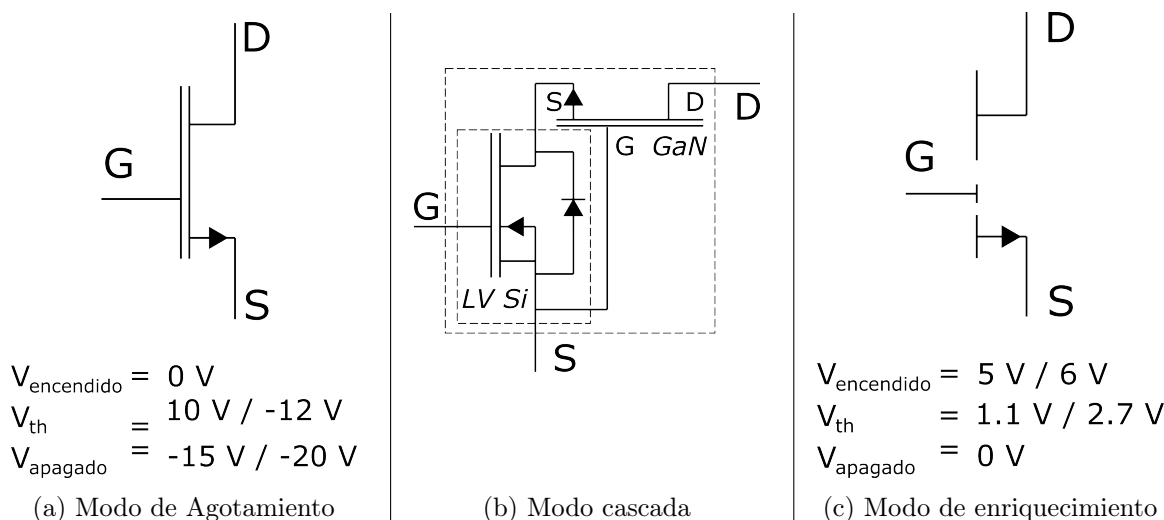 D
G
S
V_encendido = 0 V
V_th = 10 V / -12 V
V_apagado = -15 V / -20 V
(a) Modo de Agotamiento
S
D
D
G GaN
G
LV Si
S
(b) Modo cascada
D
G
S
V_encendido = 5 V / 6 V
V_th = 1.1 V / 2.7 V
V_apagado = 0 V
(c) Modo de enriquecimiento